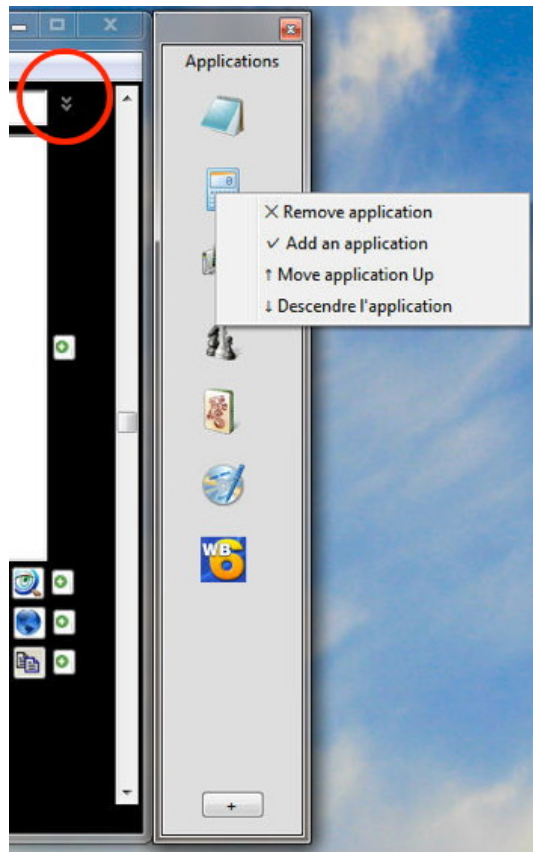 Applications
Remove application
Add an application
Move application Up
Descendre l'application
WB
6
+